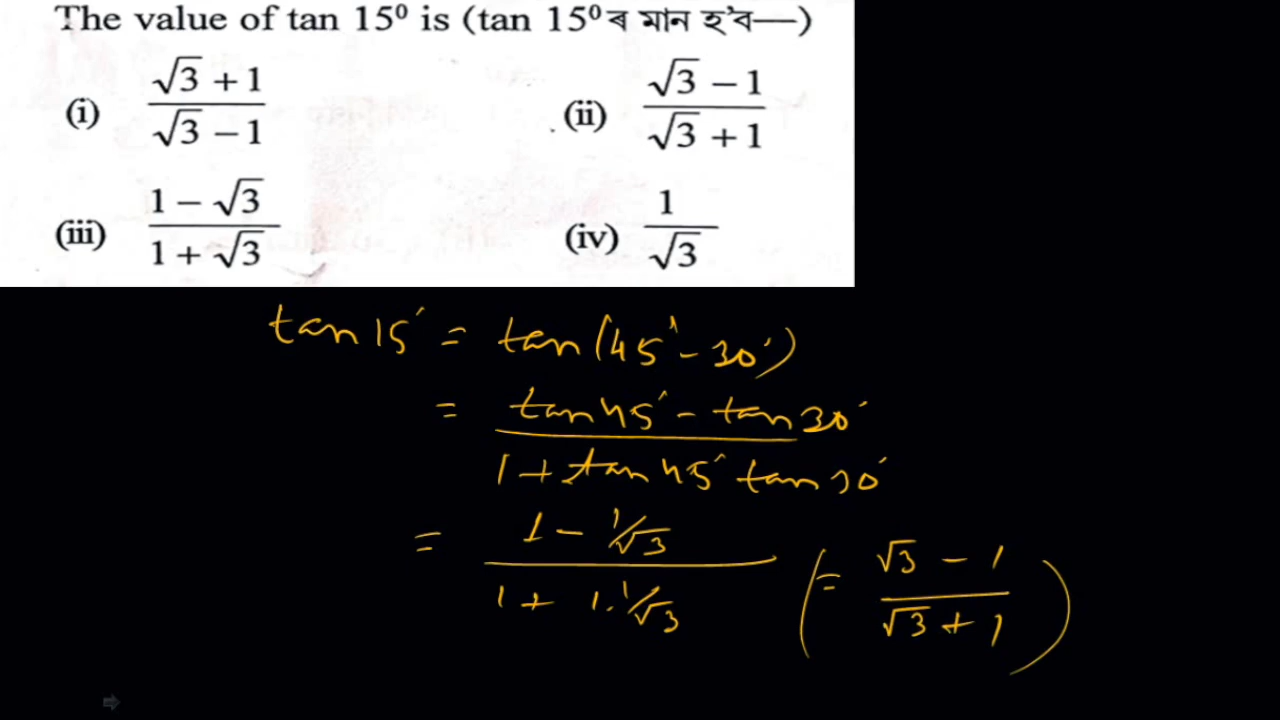 The value of tan 15⁰ is (tan 15⁰ৰ মান হ’ব—)
(i) (√3 + 1)/(√3 – 1) (ii) (√3 – 1)/(√3 + 1)
(iii) (1 – √3)/(1 + √3) (iv) 1/√3
tan 15° = tan(45° - 30°)
= (tan 45° - tan 30°)/(1 + tan 45° tan 30°)
= (1 - 1/√3)/(1 + 1.1/√3) (= (√3 - 1)/(√3 + 1))